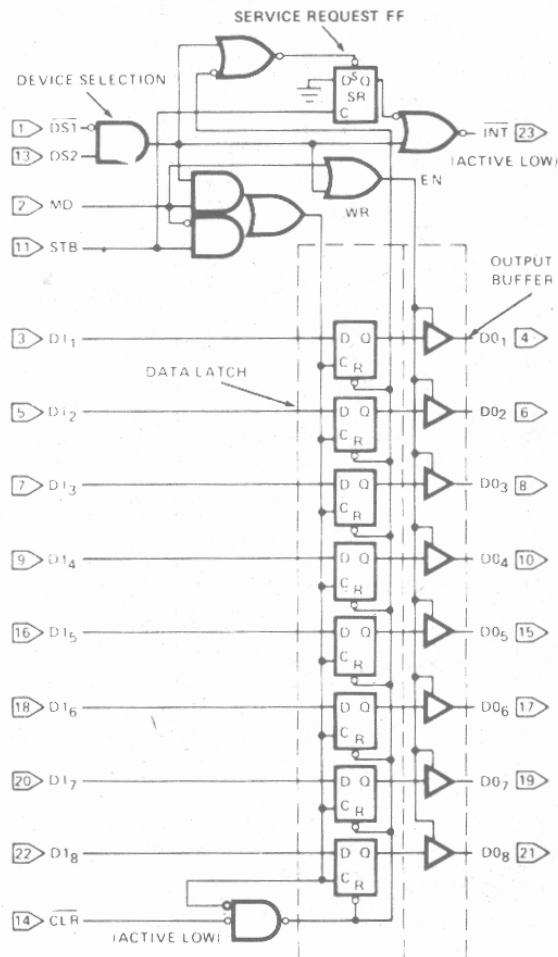 SERVICE REQUEST FF
DEVICE SELECTION
D S Q
SR
C
1 DS1
13 DS2
INT 23
(ACTIVE LOW)
2 MD
EN
WR
11 STB
OUTPUT
BUFFER
3 DI1 D Q C R DO1 4
DATA LATCH
5 DI2 D Q C R DO2 6
7 DI3 D Q C R DO3 8
9 DI4 D Q C R DO4 10
16 DI5 D Q C R DO5 15
18 DI6 D Q C R DO6 17
20 DI7 D Q C R DO7 19
22 DI8 D Q C R DO8 21
14 CLR
(ACTIVE LOW)